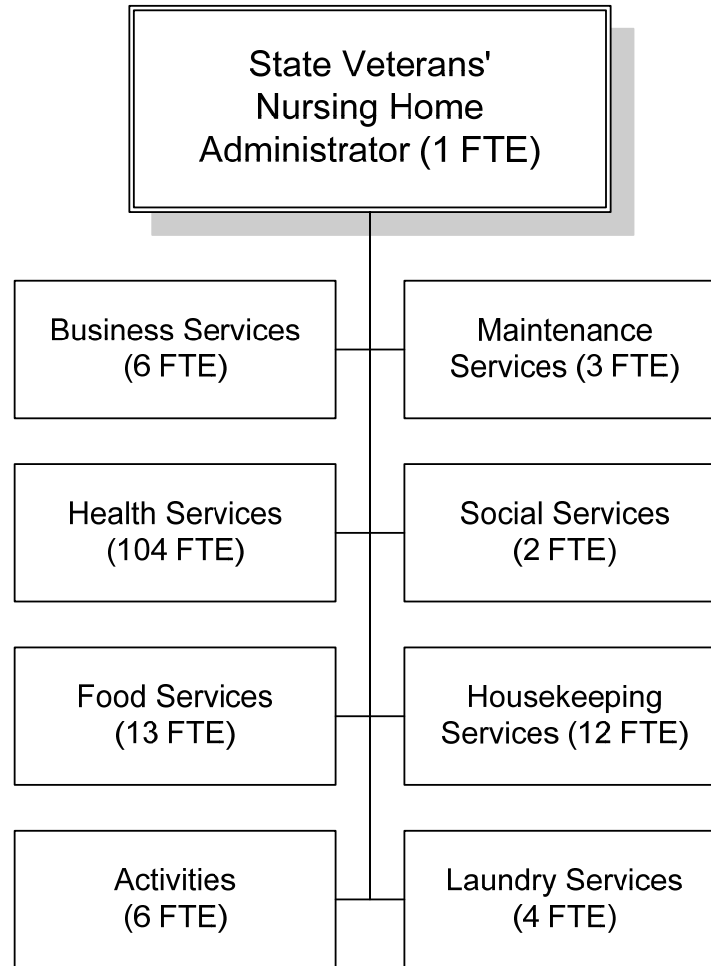 State Veterans'
Nursing Home
Administrator (1 FTE)
Business Services
(6 FTE)
Maintenance
Services (3 FTE)
Health Services
(104 FTE)
Social Services
(2 FTE)
Food Services
(13 FTE)
Housekeeping
Services (12 FTE)
Activities
(6 FTE)
Laundry Services
(4 FTE)